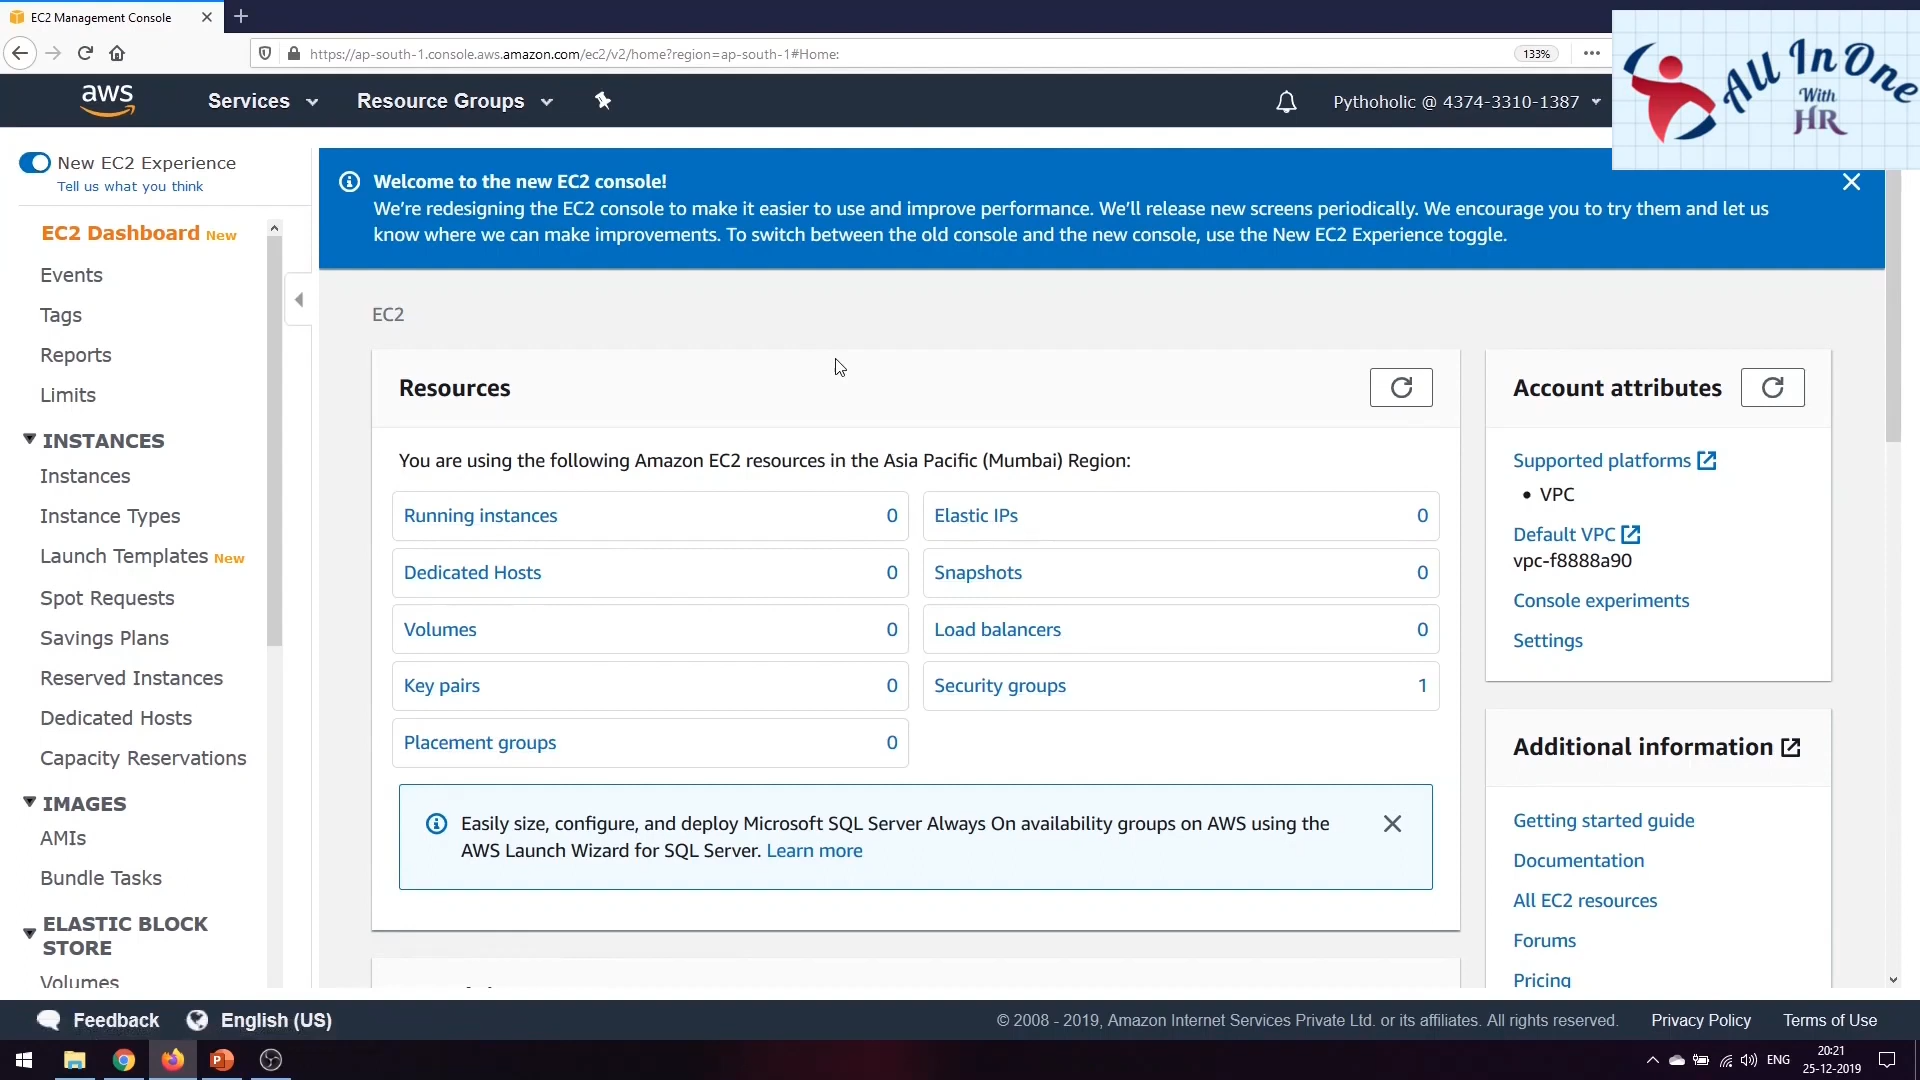 EC2 Management Console
https://ap-south-1.console.aws.amazon.com/ec2/v2/home?region=ap-south-1#Home:
133%
All In One
With
HR
aws
Services
Resource Groups
Pythoholic @ 4374-3310-1387
New EC2 Experience
Tell us what you think
EC2 Dashboard New
Events
Tags
Reports
Limits
INSTANCES
Instances
Instance Types
Launch Templates New
Spot Requests
Savings Plans
Reserved Instances
Dedicated Hosts
Capacity Reservations
IMAGES
AMIs
Bundle Tasks
ELASTIC BLOCK
STORE
Volumes
Welcome to the new EC2 console!
We're redesigning the EC2 console to make it easier to use and improve performance. We'll release new screens periodically. We encourage you to try them and let us
know where we can make improvements. To switch between the old console and the new console, use the New EC2 Experience toggle.
EC2
Resources
You are using the following Amazon EC2 resources in the Asia Pacific (Mumbai) Region:
Running instances 0
Elastic IPs 0
Dedicated Hosts 0
Snapshots 0
Volumes 0
Load balancers 0
Key pairs 0
Security groups 1
Placement groups 0
Easily size, configure, and deploy Microsoft SQL Server Always On availability groups on AWS using the
AWS Launch Wizard for SQL Server. Learn more
Account attributes
Supported platforms
• VPC
Default VPC
vpc-f8888a90
Console experiments
Settings
Additional information
Getting started guide
Documentation
All EC2 resources
Forums
Pricing
Feedback
English (US)
© 2008 - 2019, Amazon Internet Services Private Ltd. or its affiliates. All rights reserved.
Privacy Policy
Terms of Use
ENG
20:21
25-12-2019